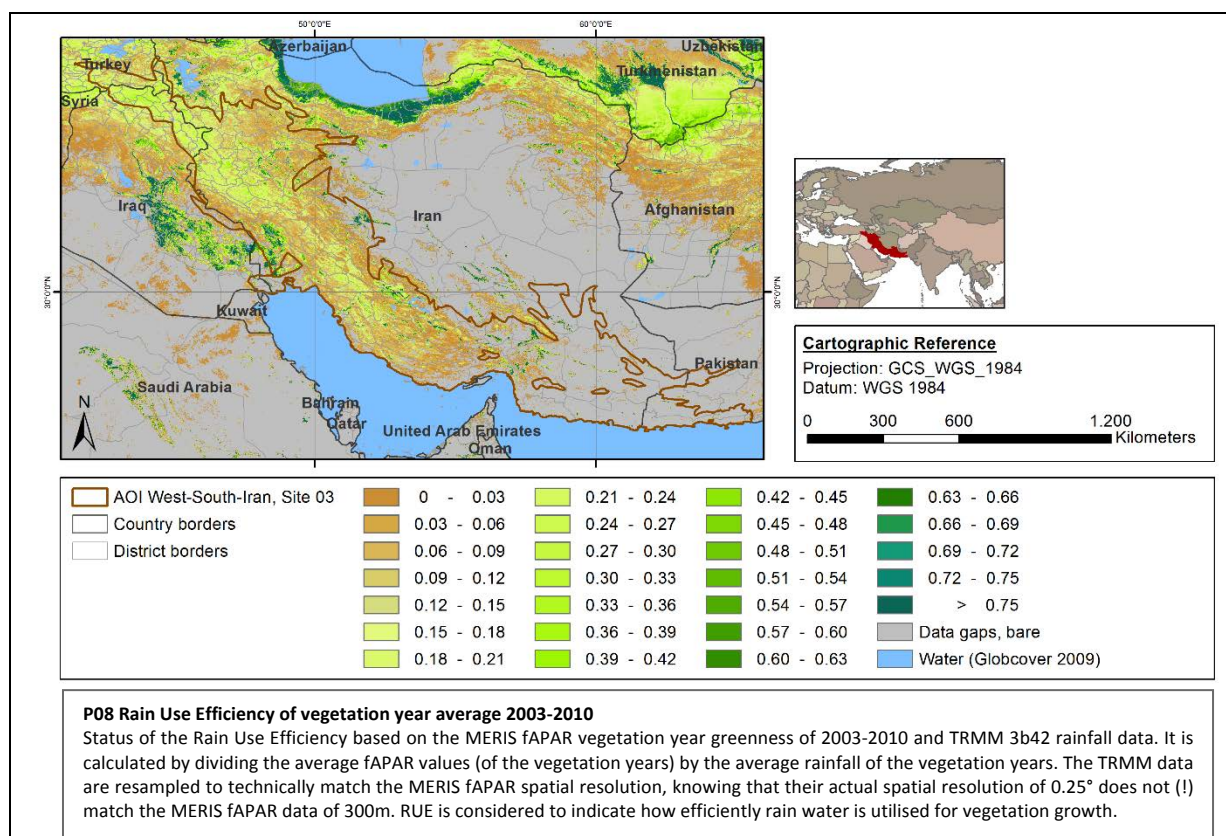 50°0'0"E
60°0'0"E
Azerbaijan
Uzbekistan
Turkey
Turkmenistan
Syria
Iraq
Iran
Afghanistan
30°0'0"N
30°0'0"N
Kuwait
Pakistan
Saudi Arabia
N
Bahrain
Qatar
United Arab Emirates
Oman
Cartographic Reference
Projection: GCS_WGS_1984
Datum: WGS 1984
0 300 600 1.200
Kilometers
AOI West-South-Iran, Site 03
Country borders
District borders
0 - 0.03
0.03 - 0.06
0.06 - 0.09
0.09 - 0.12
0.12 - 0.15
0.15 - 0.18
0.18 - 0.21
0.21 - 0.24
0.24 - 0.27
0.27 - 0.30
0.30 - 0.33
0.33 - 0.36
0.36 - 0.39
0.39 - 0.42
0.42 - 0.45
0.45 - 0.48
0.48 - 0.51
0.51 - 0.54
0.54 - 0.57
0.57 - 0.60
0.60 - 0.63
0.63 - 0.66
0.66 - 0.69
0.69 - 0.72
0.72 - 0.75
> 0.75
Data gaps, bare
Water (Globcover 2009)
P08 Rain Use Efficiency of vegetation year average 2003-2010
Status of the Rain Use Efficiency based on the MERIS fAPAR vegetation year greenness of 2003-2010 and TRMM 3b42 rainfall data. It is
calculated by dividing the average fAPAR values (of the vegetation years) by the average rainfall of the vegetation years. The TRMM data
are resampled to technically match the MERIS fAPAR spatial resolution, knowing that their actual spatial resolution of 0.25° does not (!)
match the MERIS fAPAR data of 300m. RUE is considered to indicate how efficiently rain water is utilised for vegetation growth.